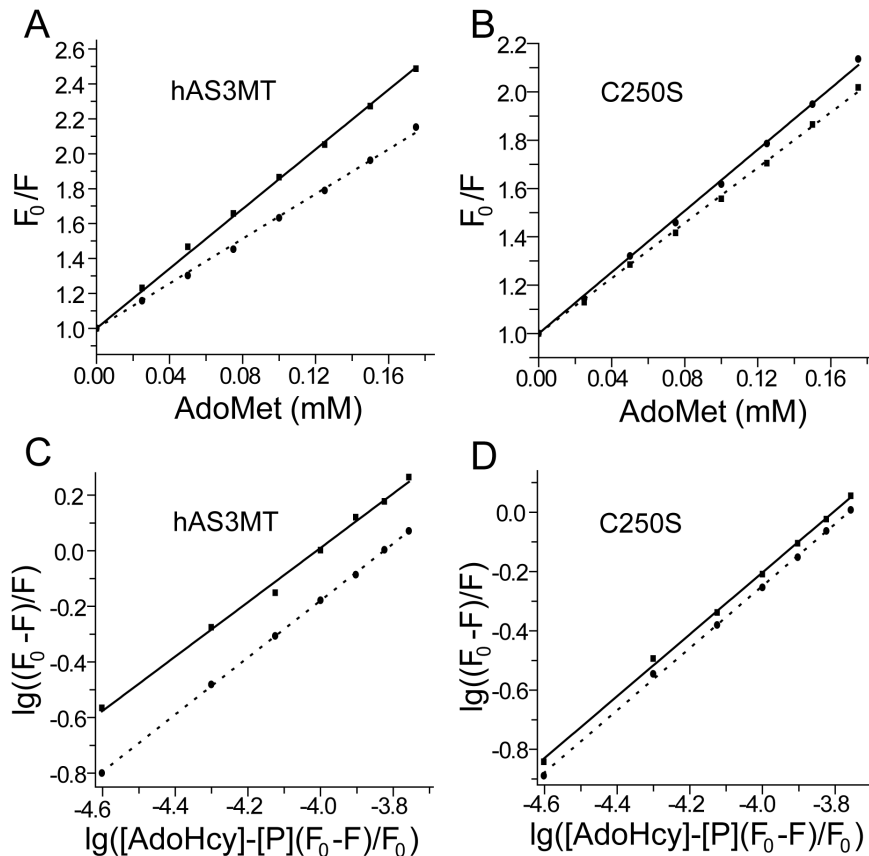 A
B
2.6
2.4
2.2
2.0
1.8
1.6
1.4
1.2
1.0
F₀/F
hAS3MT
0.00 0.04 0.08 0.12 0.16
AdoMet (mM)
2.2
2.0
1.8
1.6
1.4
1.2
1.0
F₀/F
C250S
0.00 0.04 0.08 0.12 0.16
AdoMet (mM)
C
D
0.2
0.0
-0.2
-0.4
-0.6
-0.8
lg((F₀-F)/F)
hAS3MT
-4.6 -4.4 -4.2 -4.0 -3.8
lg([AdoHcy]-[P](F₀-F)/F₀)
0.0
-0.2
-0.4
-0.6
-0.8
lg((F₀-F)/F)
C250S
-4.6 -4.4 -4.2 -4.0 -3.8
lg([AdoHcy]-[P](F₀-F)/F₀)